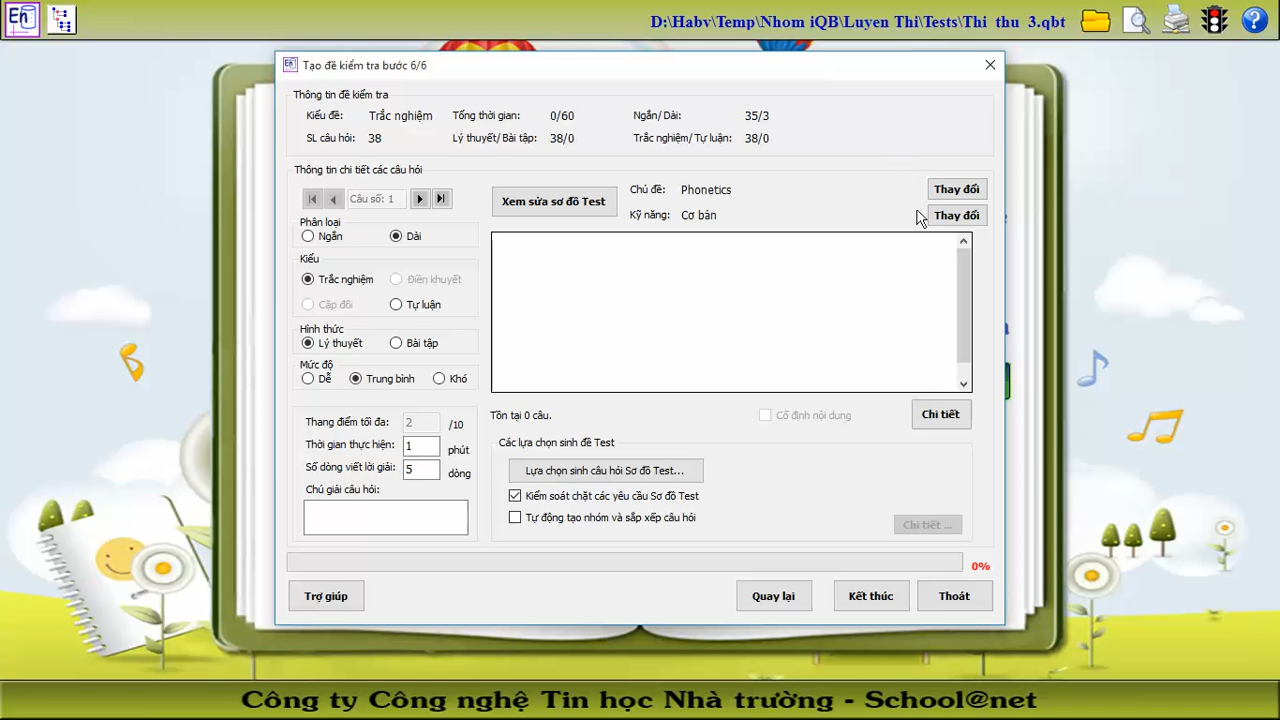 D:\Habv\Temp\Nhom iQB\Luyen Thi\Tests\Thi thu 3.qbt
Tạo đề kiểm tra bước 6/6
Thông tin đề kiểm tra
Kiểu đề: Trắc nghiệm Tổng thời gian: 0/60 Ngắn/ Dài: 35/3
SL câu hỏi: 38 Lý thuyết/ Bài tập: 38/0 Trắc nghiệm/ Tự luận: 38/0
Thông tin chi tiết các câu hỏi
Câu số: 1
Xem sửa sơ đồ Test
Chủ đề: Phonetics Thay đổi
Kỹ năng: Cơ bản Thay đổi
Phân loại
Ngắn Dài
Kiểu
Trắc nghiệm Điền khuyết
Cặp đôi Tự luận
Hình thức
Lý thuyết Bài tập
Mức độ
Dễ Trung bình Khó
Thang điểm tối đa: 2 /10
Thời gian thực hiện: 1 phút
Số dòng viết lời giải: 5 dòng
Chú giải câu hỏi:
Tồn tại 0 câu. Cố định nội dung Chi tiết
Các lựa chọn sinh đề Test
Lựa chọn sinh câu hỏi Sơ đồ Test...
Kiểm soát chặt các yêu cầu Sơ đồ Test
Tự động tạo nhóm và sắp xếp câu hỏi
Chi tiết ...
0%
Trợ giúp Quay lại Kết thúc Thoát
Công ty Công nghệ Tin học Nhà trường - School@net